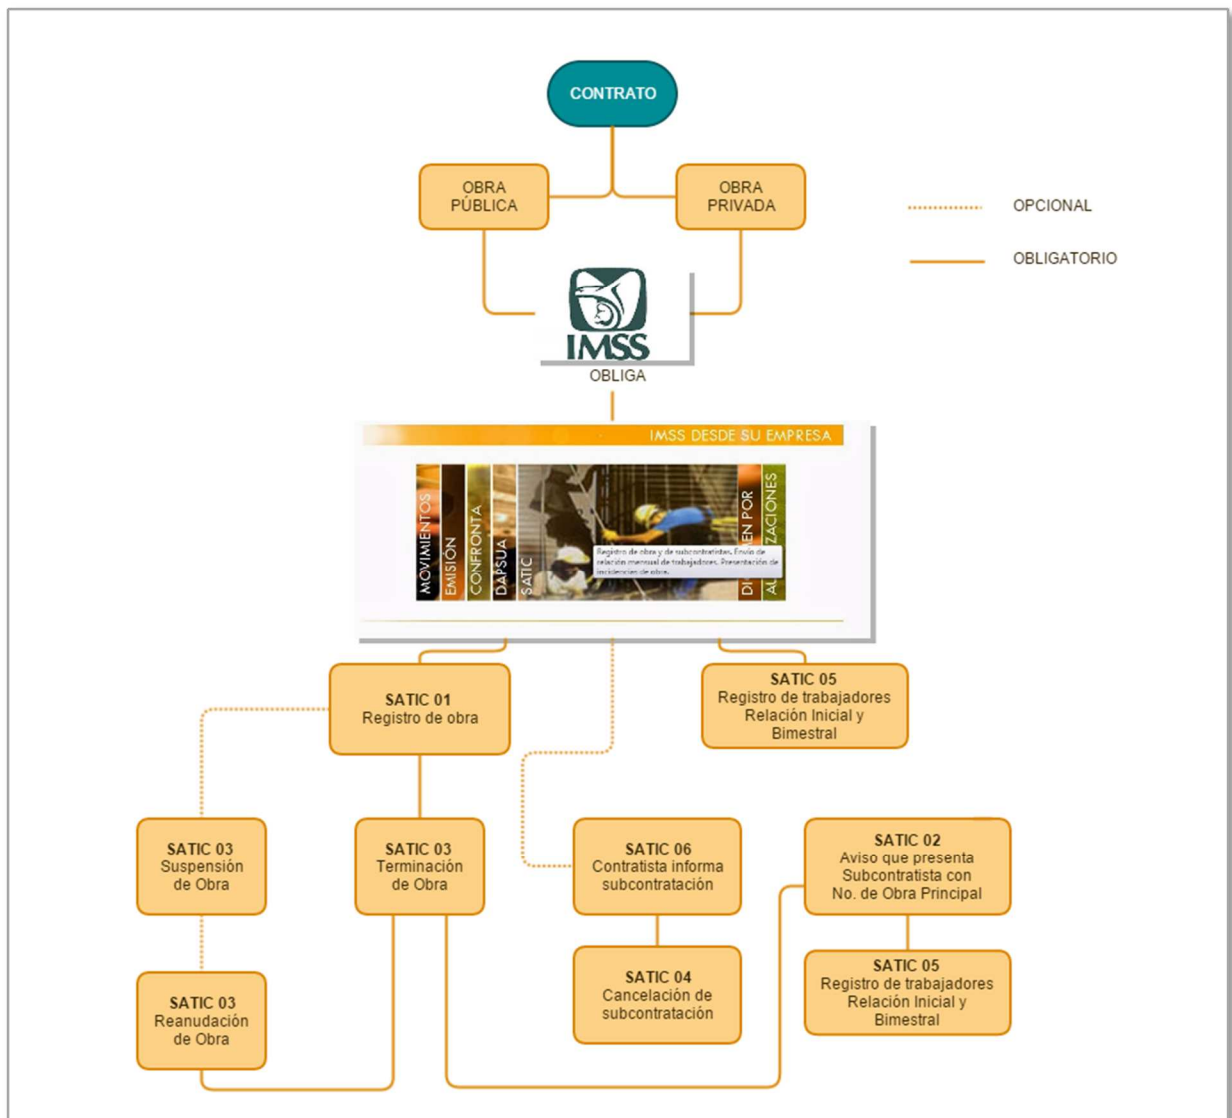 CONTRATO
OBRA
PÚBLICA
OBRA
PRIVADA
OPCIONAL
OBLIGATORIO
IMSS
OBLIGA
IMSS DESDE SU EMPRESA
MOVIMIENTOS
EMISIÓN
CONFRONTA
DAPSUA
SATIC
Registro de obra y de subcontratistas. Envío de
relación mensual de trabajadores. Presentación de
incidencias de obra.
MEN POR
ZACIONES
SATIC 01
Registro de obra
SATIC 05
Registro de trabajadores
Relación Inicial y
Bimestral
SATIC 03
Suspensión
de Obra
SATIC 03
Terminación
de Obra
SATIC 06
Contratista informa
subcontratación
SATIC 02
Aviso que presenta
Subcontratista con
No. de Obra Principal
SATIC 03
Reanudación
de Obra
SATIC 04
Cancelación de
subcontratación
SATIC 05
Registro de trabajadores
Relación Inicial y
Bimestral